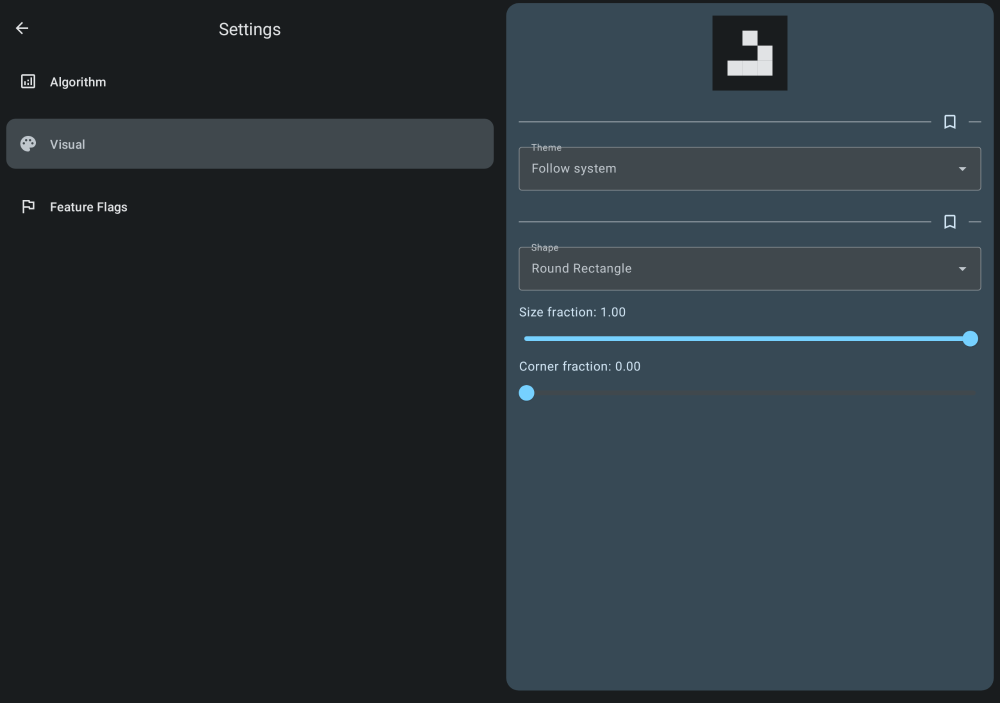 Settings
Algorithm
Visual
Feature Flags
Theme
Follow system
Shape
Round Rectangle
Size fraction: 1.00
Corner fraction: 0.00